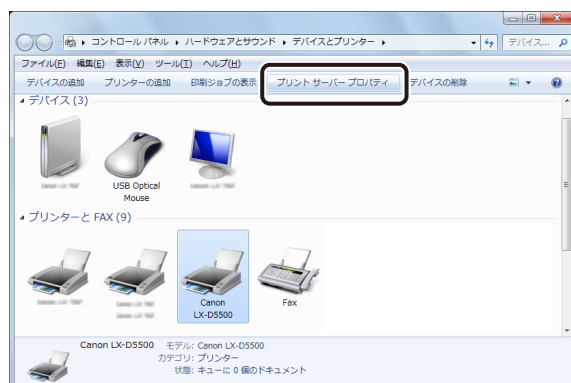 コントロール パネル ▸ ハードウェアとサウンド ▸ デバイスとプリンター ▸ デバイス...
ファイル(F) 編集(E) 表示(V) ツール(T) ヘルプ(H)
デバイスの追加 プリンターの追加 印刷ジョブの表示 プリント サーバー プロパティ デバイスの削除
デバイス (3)
USB Optical
Mouse
プリンターと FAX (9)
Canon
LX-D5500
Fax
Canon LX-D5500 モデル: Canon LX-D5500
カテゴリ: プリンター
状態: キューに 0 個のドキュメント